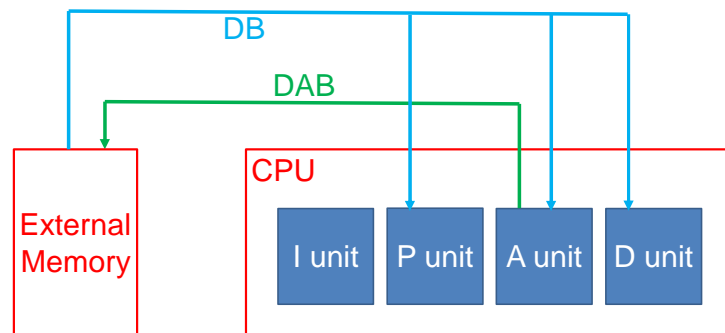 DB
DAB
CPU
External
Memory
I unit
P unit
A unit
D unit